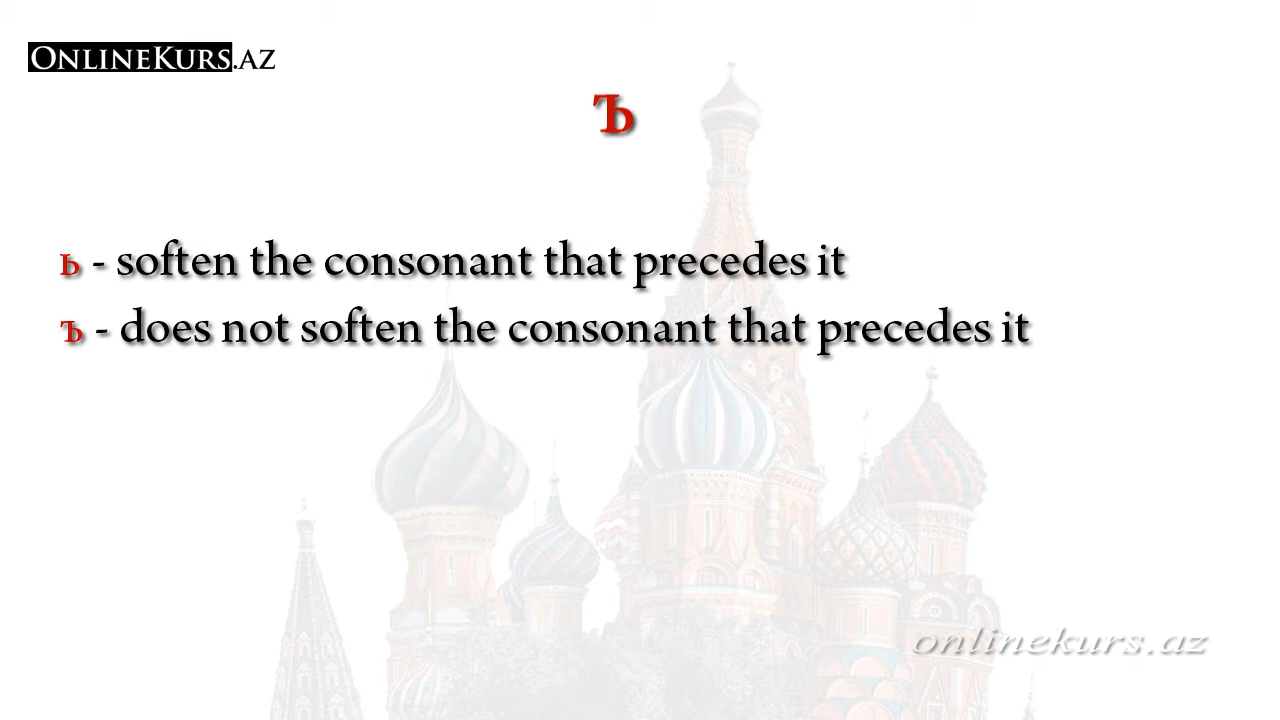 OnlineKurs.az
Ъ
ь - soften the consonant that precedes it
ъ - does not soften the consonant that precedes it
onlinekurs.az